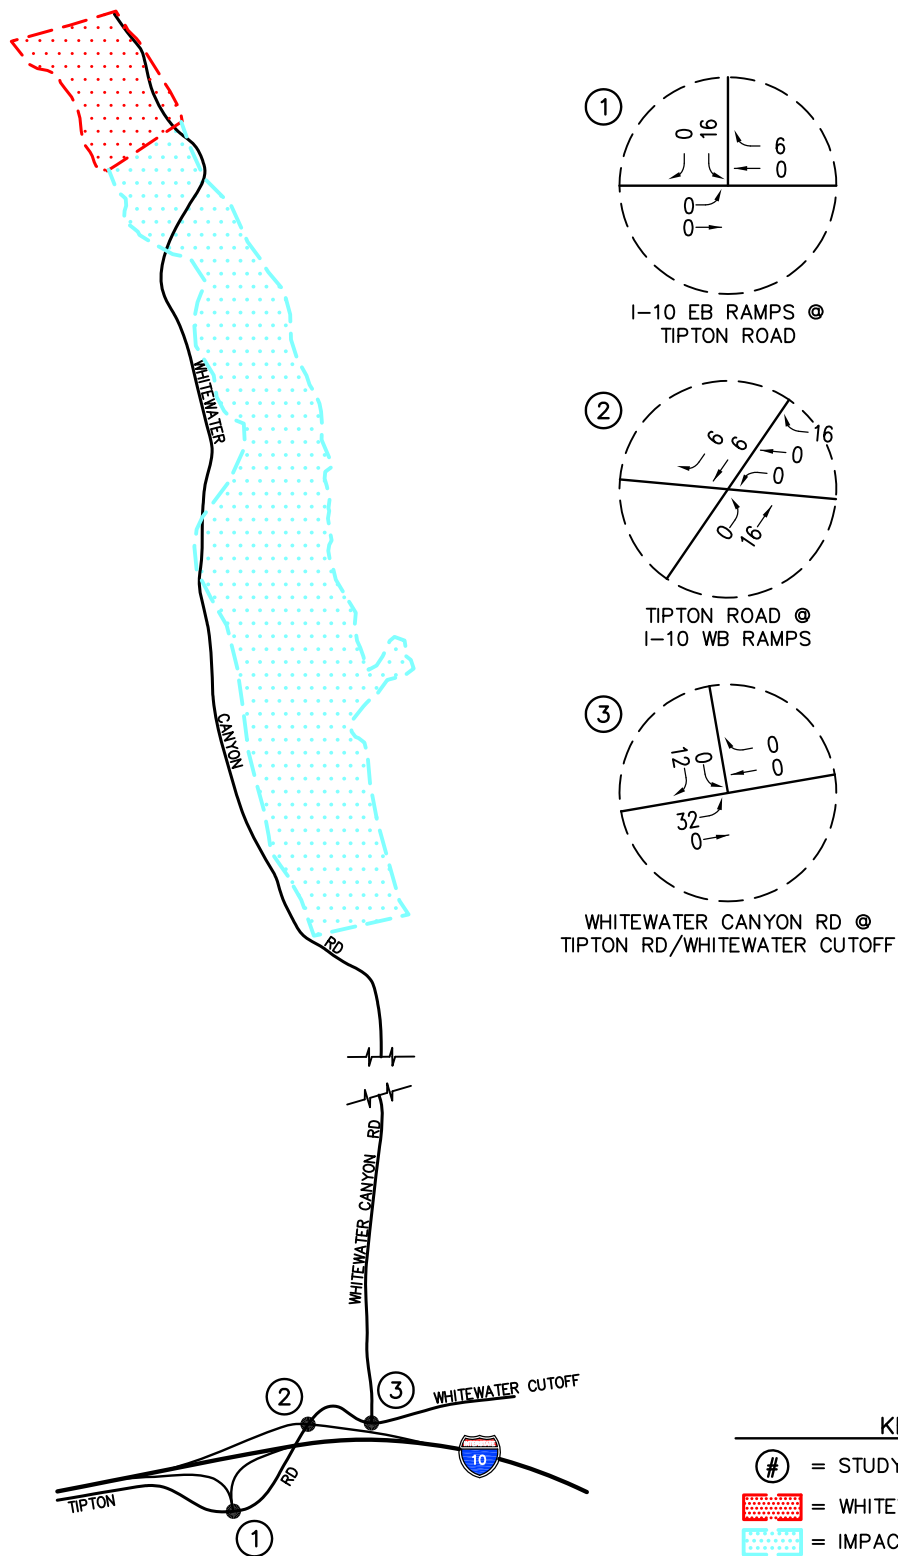 1
0
16
6
0
0
0
I-10 EB RAMPS @
TIPTON ROAD
2
6
6
16
0
0
0
16
TIPTON ROAD @
I-10 WB RAMPS
3
12
0
0
0
32
0
WHITEWATER CANYON RD @
TIPTON RD/WHITEWATER CUTOFF
WHITEWATER
CANYON
RD
WHITEWATER CANYON RD
2
3
WHITEWATER CUTOFF
10
TIPTON
RD
1
# = STUDY
= WHITE
= IMPAC